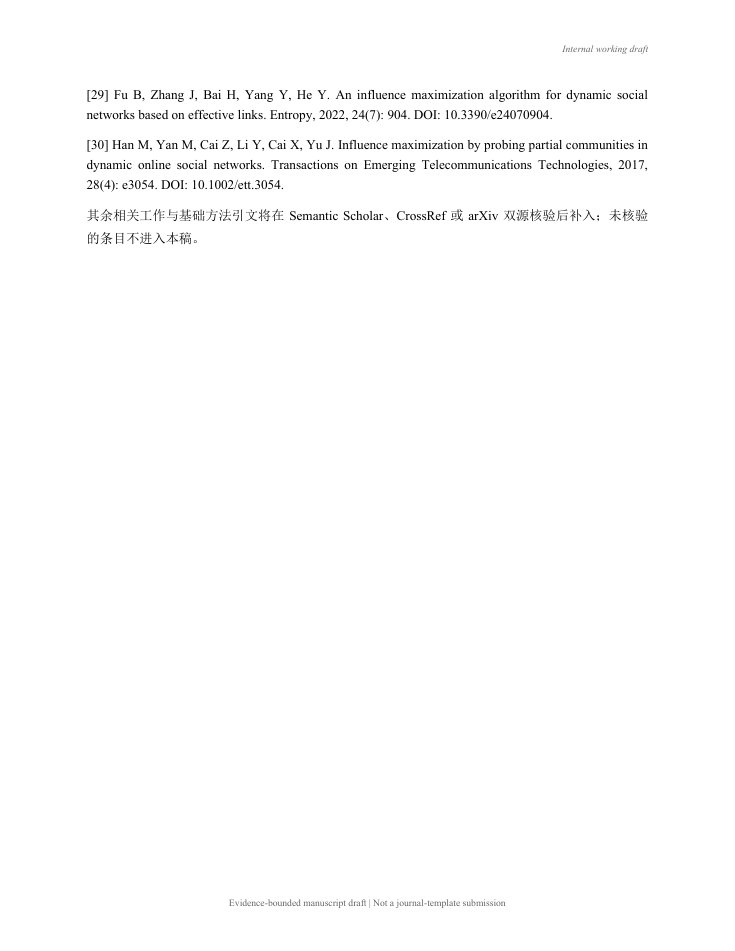 Internal working draft
[29] Fu B, Zhang J, Bai H, Yang Y, He Y. An influence maximization algorithm for dynamic social
networks based on effective links. Entropy, 2022, 24(7): 904. DOI: 10.3390/e24070904.
[30] Han M, Yan M, Cai Z, Li Y, Cai X, Yu J. Influence maximization by probing partial communities in
dynamic online social networks. Transactions on Emerging Telecommunications Technologies, 2017,
28(4): e3054. DOI: 10.1002/ett.3054.
其余相关工作与基础方法引文将在 Semantic Scholar、CrossRef 或 arXiv 双源核验后补入；未核验
的条目不进入本稿。
Evidence-bounded manuscript draft | Not a journal-template submission